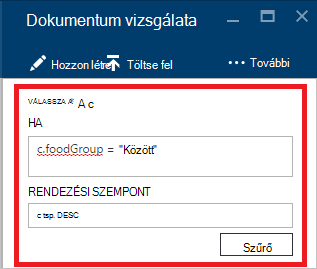 Dokumentum vizsgálata
Hozzon létre Töltse fel ... További
VÁLASSZA A' A c
HA
c.foodGroup = "Között"
RENDEZÉSI SZEMPONT
c tsp. DESC
Szűrő